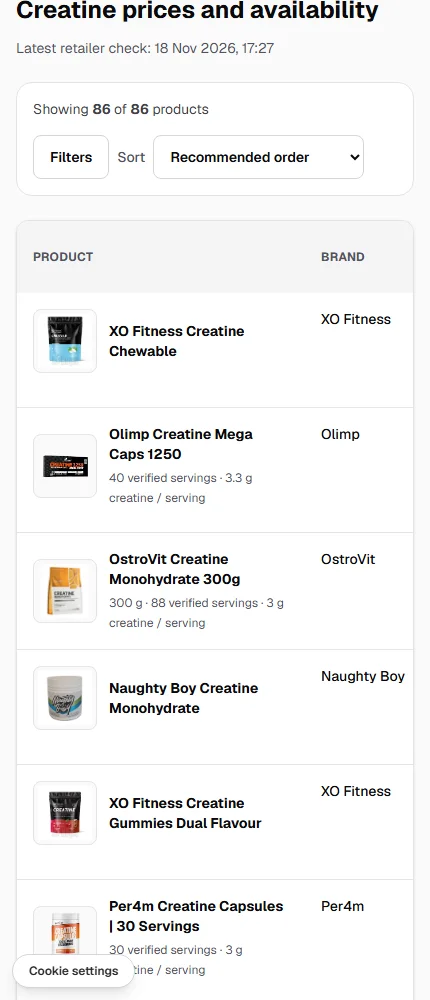 Creatine prices and availability
Latest retailer check: 18 Nov 2026, 17:27
Showing 86 of 86 products
Filters
Sort
Recommended order
PRODUCT
BRAND
XO Fitness Creatine
Chewable
XO Fitness
Olimp Creatine Mega
Caps 1250
40 verified servings · 3.3 g
creatine / serving
Olimp
OstroVit Creatine
Monohydrate 300g
300 g · 88 verified servings · 3 g
creatine / serving
OstroVit
Naughty Boy Creatine
Monohydrate
Naughty Boy
XO Fitness Creatine
Gummies Dual Flavour
XO Fitness
Per4m Creatine Capsules
| 30 Servings
30 verified servings · 3 g
/ serving
Per4m
Cookie settings